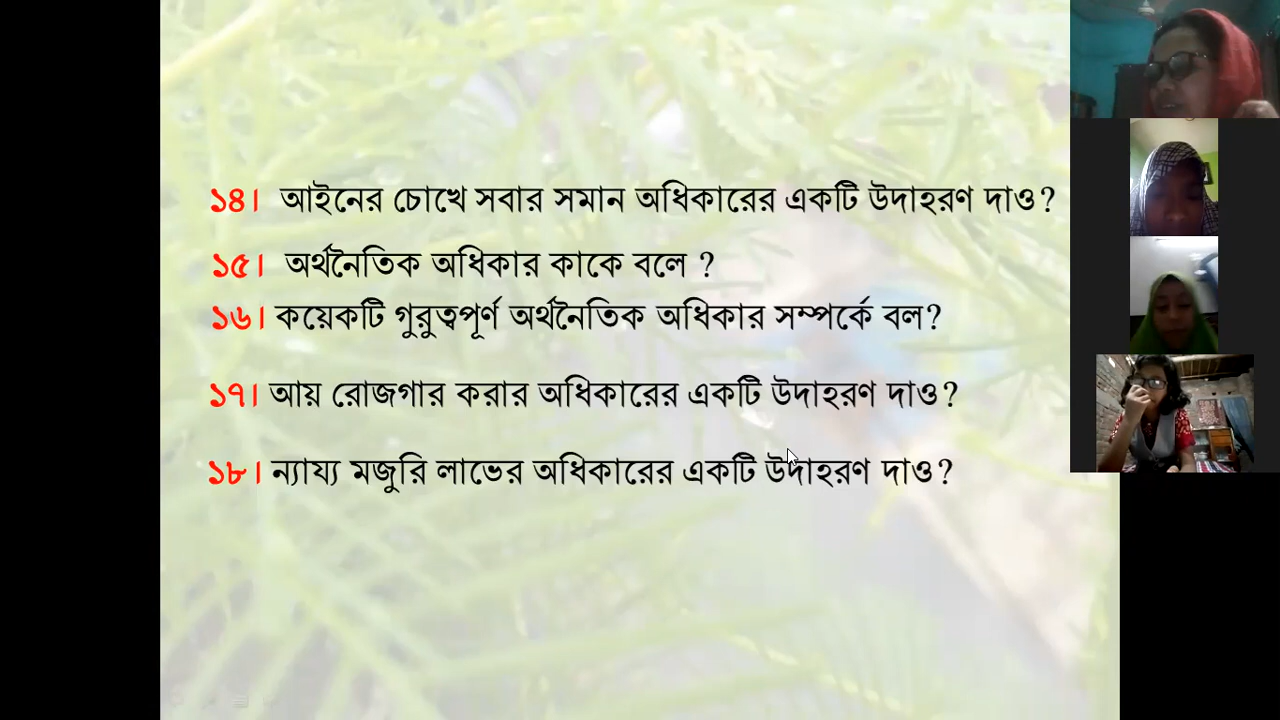 ১৪। আইনের চোখে সবার সমান অধিকারের একটি উদাহরণ দাও?
১৫। অর্থনৈতিক অধিকার কাকে বলে ?
১৬। কয়েকটি গুরুত্বপূর্ণ অর্থনৈতিক অধিকার সম্পর্কে বল?
১৭। আয় রোজগার করার অধিকারের একটি উদাহরণ দাও?
১৮। ন্যায্য মজুরি লাভের অধিকারের একটি উদাহরণ দাও?